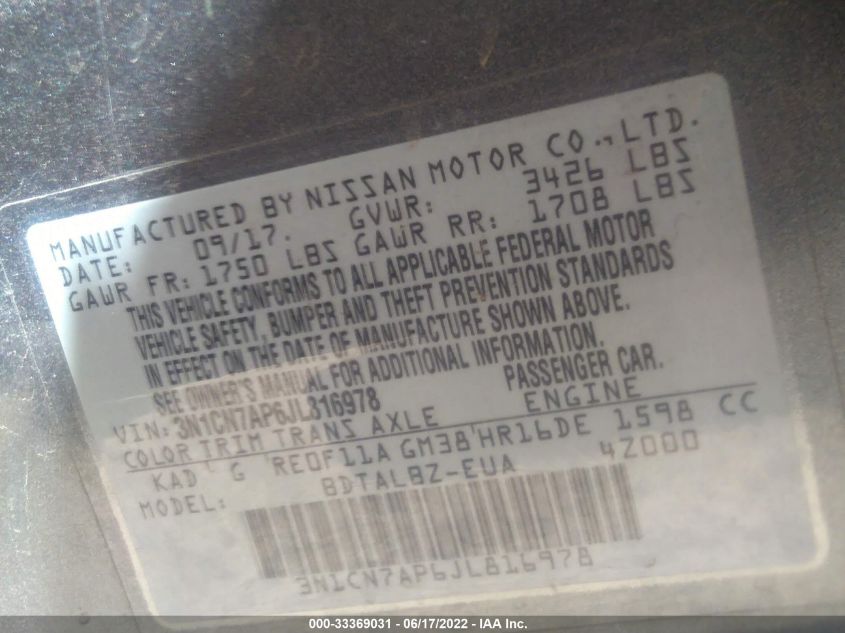 MANUFACTURED BY NISSAN MOTOR CO., LTD.
DATE: 09/17. GVWR: 3426 LBS
GAWR FR: 1750 LBS GAWR RR: 1708 LBS
THIS VEHICLE CONFORMS TO ALL APPLICABLE FEDERAL MOTOR
VEHICLE SAFETY, BUMPER AND THEFT PREVENTION STANDARDS
IN EFFECT ON THE DATE OF MANUFACTURE SHOWN ABOVE.
SEE OWNER'S MANUAL FOR ADDITIONAL INFORMATION.
VIN: 3N1CN7AP6JL816978 PASSENGER CAR.
COLOR TRIM TRANS AXLE ENGINE
KAD G RE0F11A GM38 HR16DE 1598 CC
MODEL: BDTALBZ-EUA 42000
3N1CN7AP6JL816978
000-33369031 - 06/17/2022 - IAA Inc.